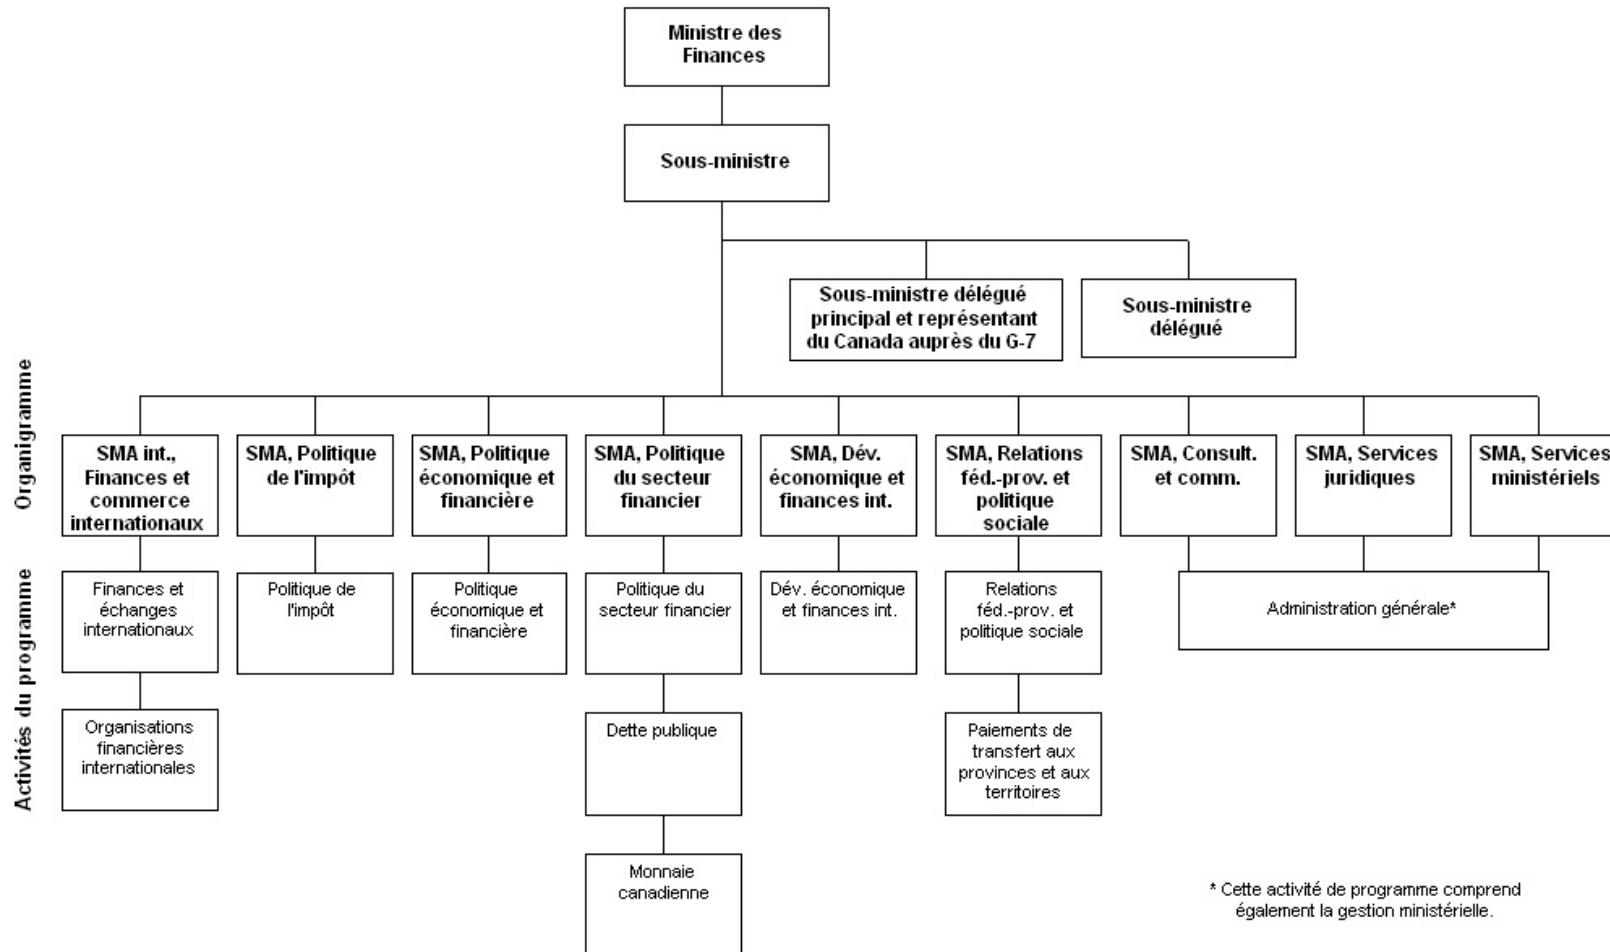 Ministre des
Finances
Sous-ministre
Sous-ministre délégué
principal et représentant
du Canada auprès du G-7
Sous-ministre
délégué
Organigramme
SMA int.,
Finances et
commerce
internationaux
SMA, Politique
de l'impôt
SMA, Politique
économique et
financière
SMA, Politique
du secteur
financier
SMA, Dév.
économique et
finances int.
SMA, Relations
féd.-prov. et
politique
sociale
SMA, Consult.
et comm.
SMA, Services
juridiques
SMA, Services
ministériels
Activités du programme
Finances et
échanges
internationaux
Politique de
l'impôt
Politique
économique et
financière
Politique du
secteur financier
Dév. économique
et finances int.
Relations
féd.-prov. et
politique sociale
Administration générale*
Organisations
financières
internationales
Dette publique
Paiements de
transfert aux
provinces et aux
territoires
Monnaie
canadienne
* Cette activité de programme comprend
également la gestion ministérielle.